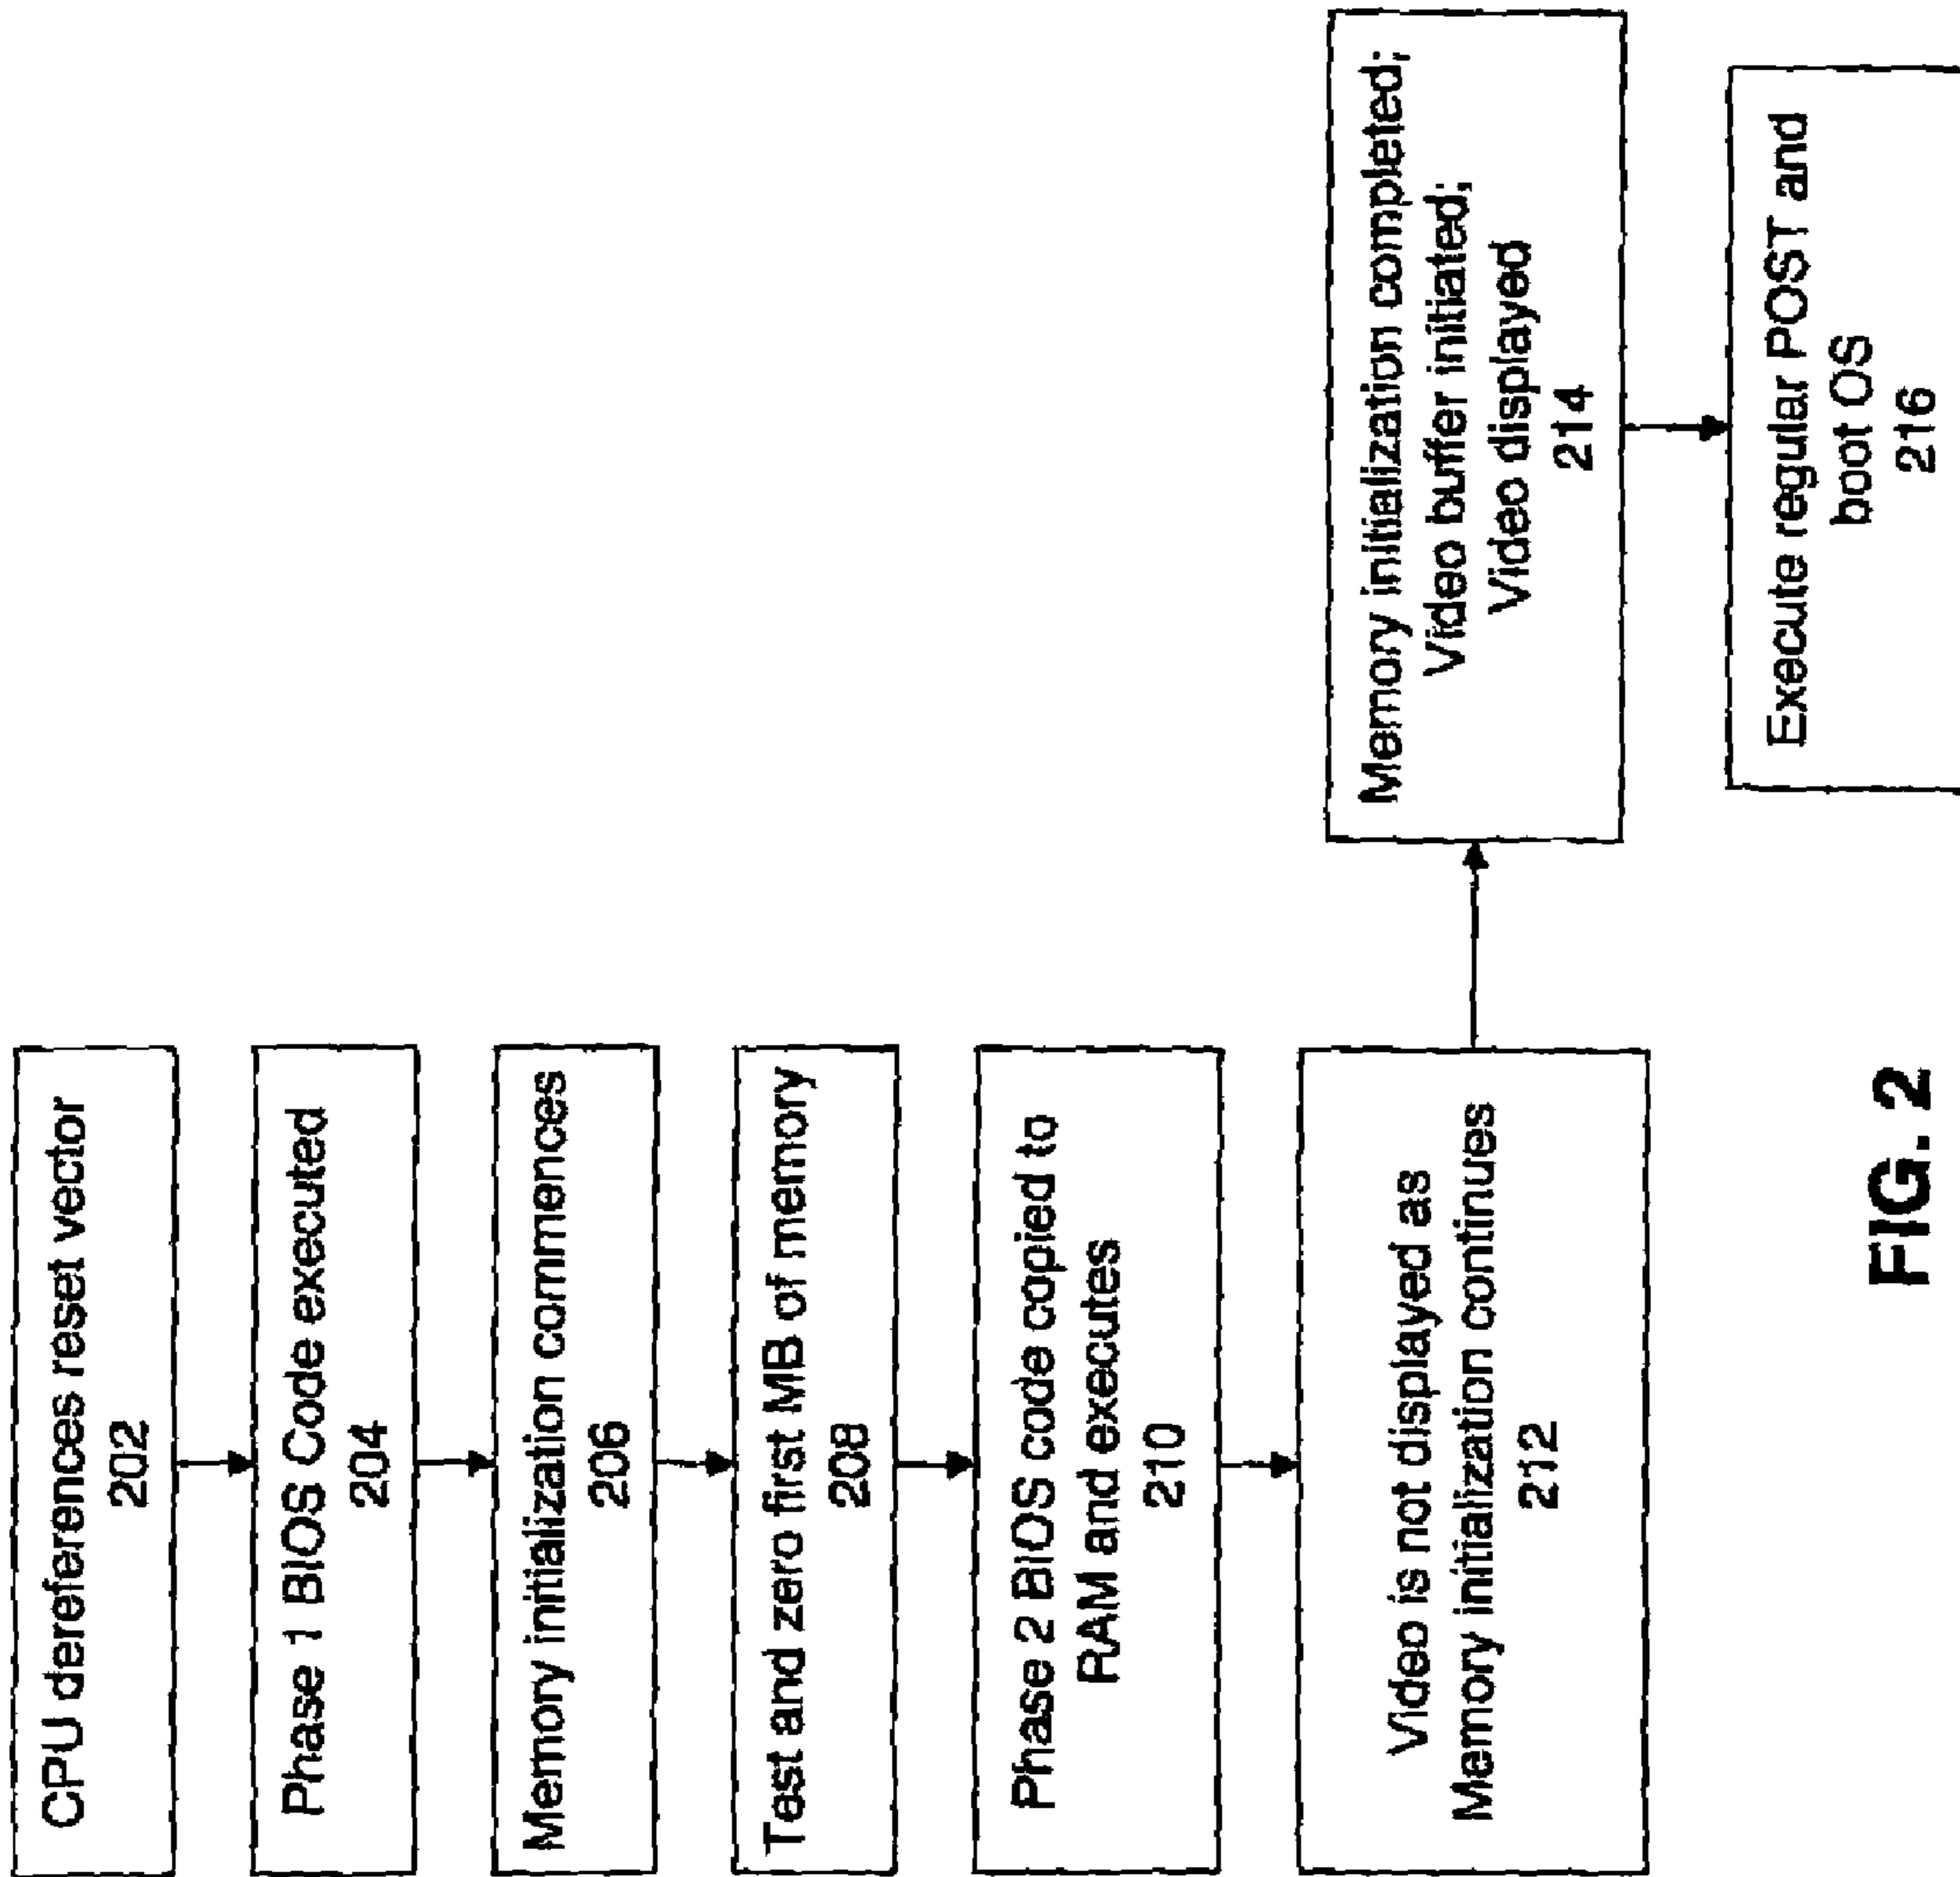 CPU dereferences reset vector
202
Phase 1 BIOS Code executed
204
Memory initialization commences
206
Test and zero first MB of memory
208
Phase 2 BIOS code copied to
RAM and executes
210
Video is not displayed as
Memory initialization continues
212
Memory initialization completed;
Video buffer initiated;
Video displayed
214
Execute regular POST and
boot OS
216
FIG. 2